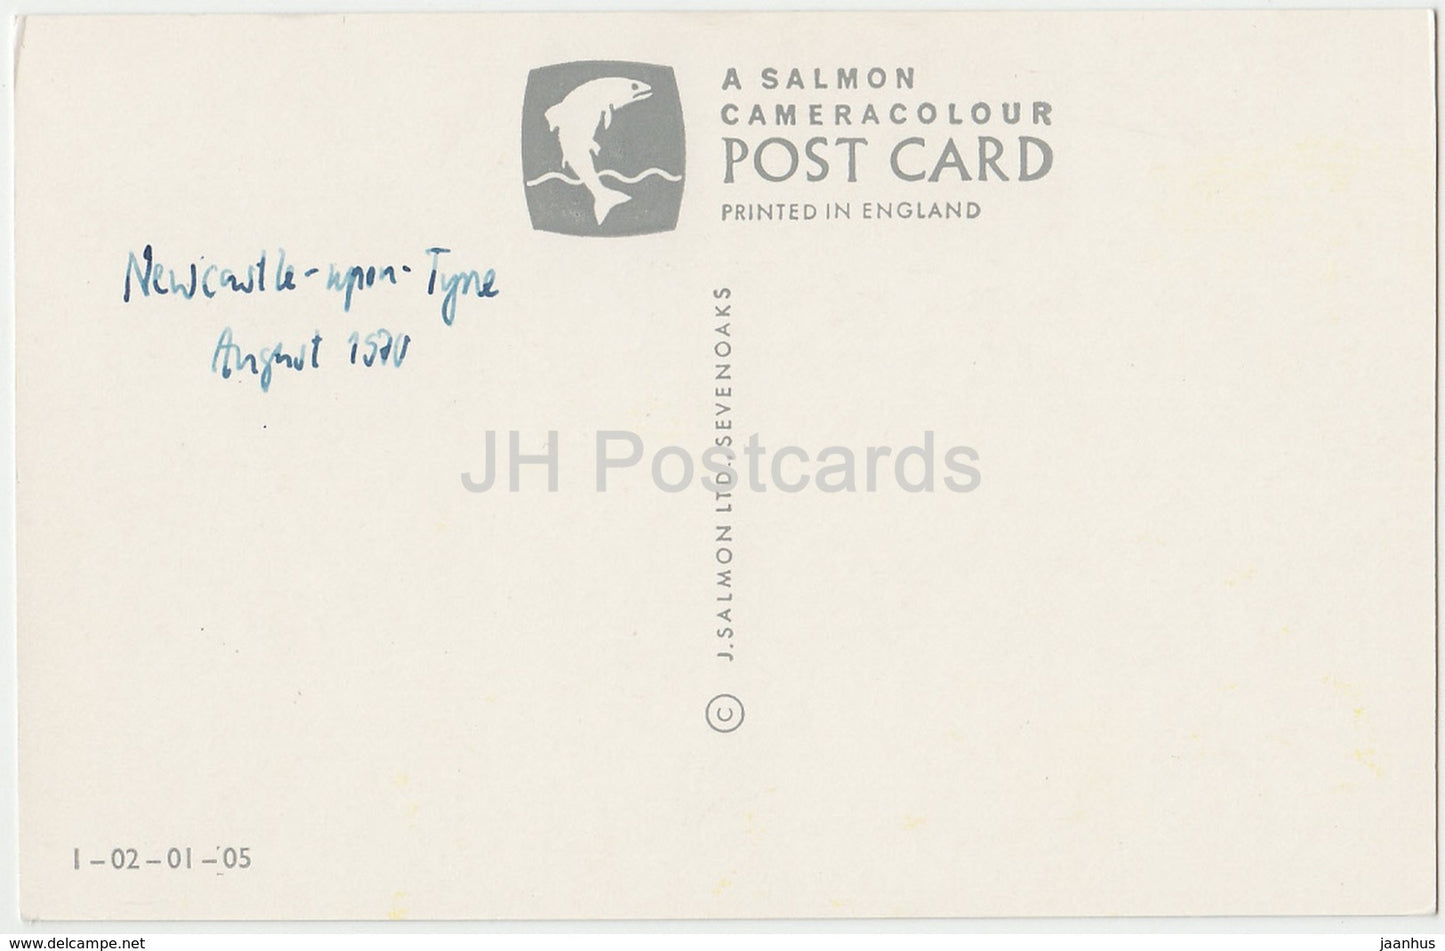 A SALMON
CAMERACOLOUR
POST CARD
PRINTED IN ENGLAND
Newcastle-upon-Tyne
August 1970
© J. SALMON LTD., SEVENOAKS
JH Postcards
1-02-01-05
www.delcampe.net
jaanhus